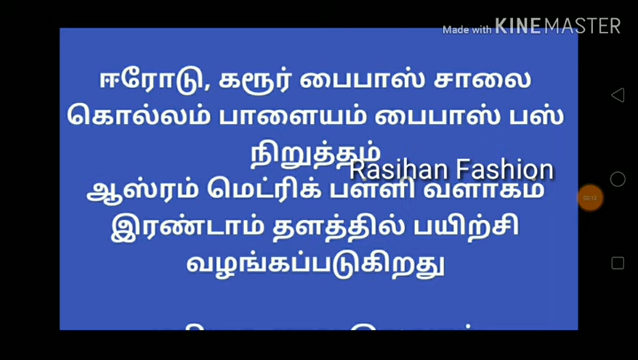 Made with KINEMASTER
ஈரோடு, கரூர் பைபாஸ் சாலை
கொல்லம் பாளையம் பைபாஸ் பஸ்
நிறுத்தம்
Rasihan Fashion
ஆஸ்ரம் மெட்ரிக் பள்ளி வளாகம்
இரண்டாம் தளத்தில் பயிற்சி
வழங்கப்படுகிறது